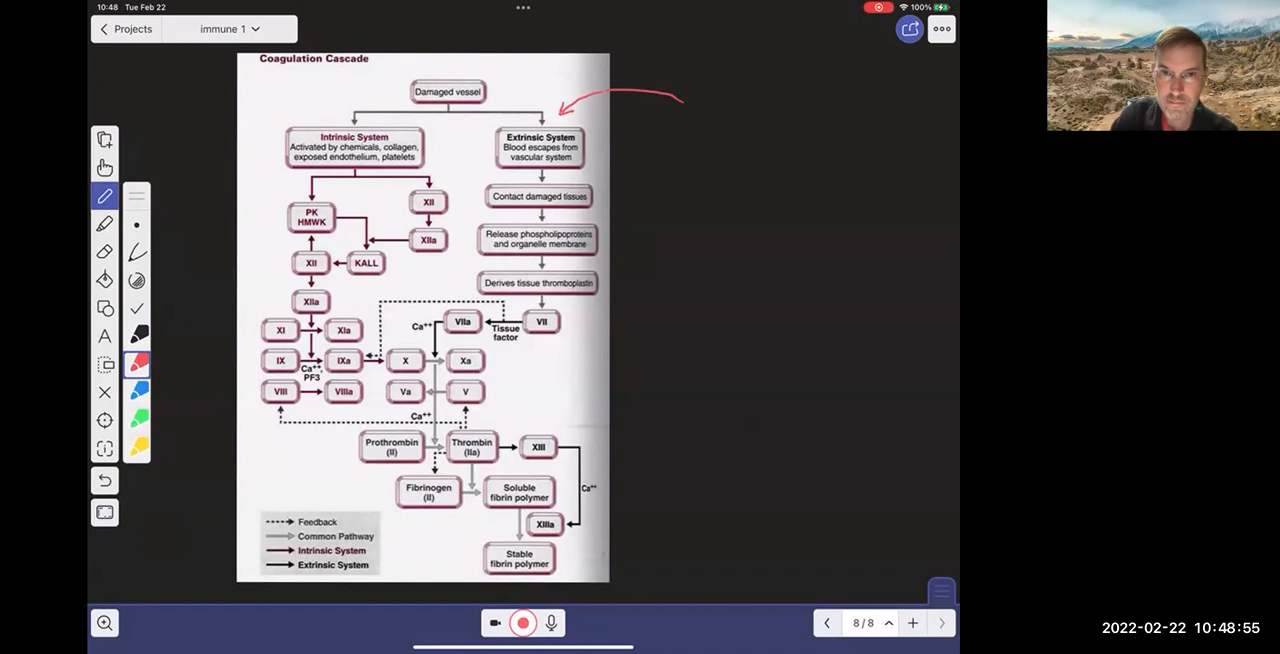 10:48 Tue Feb 22
100%
Projects
immune 1
Coagulation Cascade
Damaged vessel
Intrinsic System
Activated by chemicals, collagen,
exposed endothelium, platelets
Extrinsic System
Blood escapes from
vascular system
Contact damaged tissues
XII
PK
HMWK
Release phospholipoproteins
and organelle membrane
XIIa
XII
KALL
Derives tissue thromboplastin
XIIa
Ca++
VIIa
VII
Tissue
factor
XI
XIa
IX
IXa
X
Xa
Ca++,
PF3
VIII
VIIIa
Va
V
Ca++
Prothrombin
(II)
Thrombin
(IIa)
XIII
Fibrinogen
(II)
Soluble
fibrin polymer
Ca++
XIIIa
Feedback
Common Pathway
Intrinsic System
Extrinsic System
Stable
fibrin polymer
A
8/8
2022-02-22 10:48:55